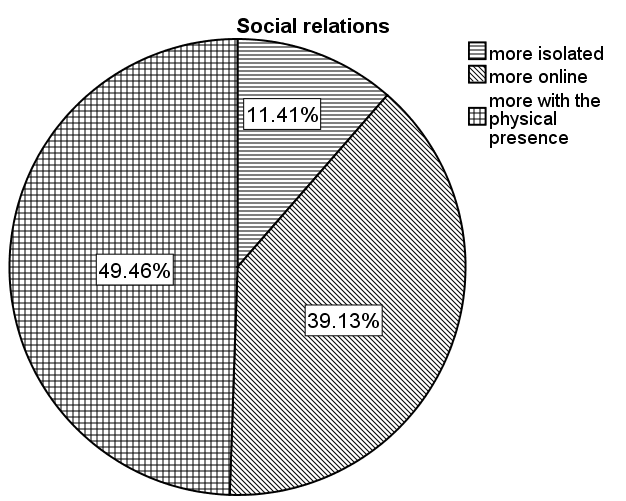 Social relations
more isolated
more online
more with the
physical
presence
11.41%
49.46%
39.13%